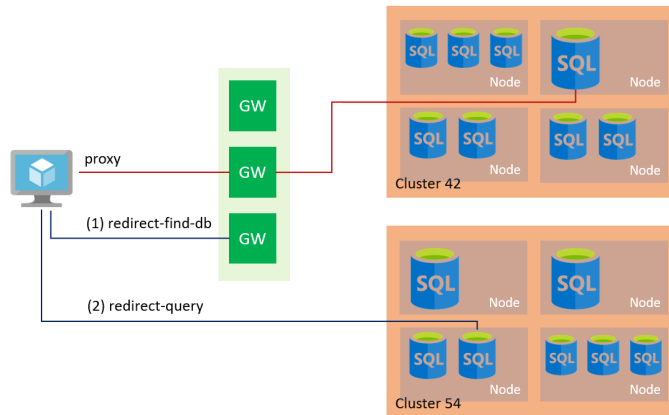 SQL SQL SQL
Node
SQL
Node
SQL SQL
Node
SQL SQL
Node
Cluster 42
GW
proxy
GW
(1) redirect-find-db
GW
(2) redirect-query
SQL
Node
SQL
Node
SQL SQL
Node
SQL SQL SQL
Node
Cluster 54